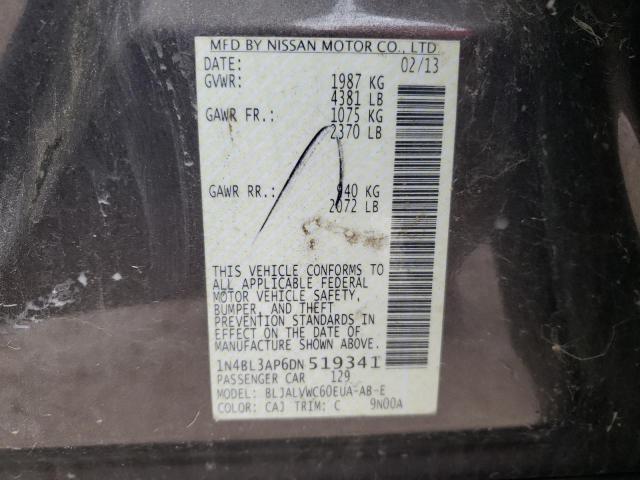 MFD BY NISSAN MOTOR CO., LTD.
DATE: 02/13
GVWR: 1987 KG
4381 LB
GAWR FR.: 1075 KG
2370 LB
GAWR RR.: 940 KG
2072 LB
THIS VEHICLE CONFORMS TO
ALL APPLICABLE FEDERAL
MOTOR VEHICLE SAFETY,
BUMPER, AND THEFT
PREVENTION STANDARDS IN
EFFECT ON THE DATE OF
MANUFACTURE SHOWN ABOVE.
1N4BL3AP6DN519341
PASSENGER CAR 129
MODEL: BLJALVWC60EUA-AB-E
COLOR: CAJ TRIM: C 9N00A